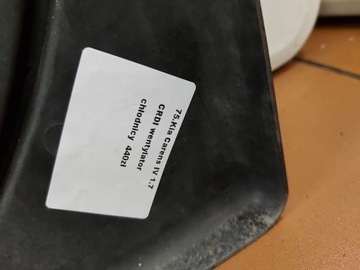 75.Kia Carens IV 1.7
CRDI wentylator
chłodnicy 440zł